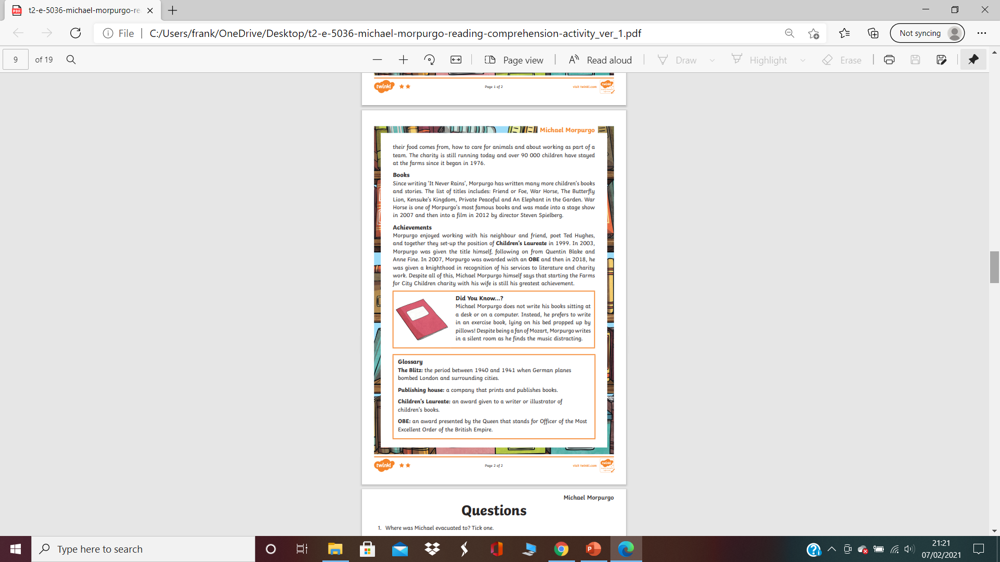 t2-e-5036-michael-morpurgo-re
File
C:/Users/frank/OneDrive/Desktop/t2-e-5036-michael-morpurgo-reading-comprehension-activity_ver_1.pdf
Not syncing
9 of 19
Page view
Read aloud
Draw
Highlight
Erase
twinkl
Page 1 of 2
visit twinkl.com
twinkl
Michael Morpurgo
their food comes from, how to care for animals and about working as part of a
team. The charity is still running today and over 90 000 children have stayed
at the farms since it began in 1976.
Books
Since writing ‘It Never Rains’, Morpurgo has written many more children’s books
and stories. The list of titles includes: Friend or Foe, War Horse, The Butterfly
Lion, Kensuke’s Kingdom, Private Peaceful and An Elephant in the Garden. War
Horse is one of Morpurgo’s most famous books and was made into a stage show
in 2007 and then into a film in 2012 by director Steven Spielberg.
Achievements
Morpurgo enjoyed working with his neighbour and friend, poet Ted Hughes,
and together they set-up the position of Children’s Laureate in 1999. In 2003,
Morpurgo was given the title himself, following on from Quentin Blake and
Anne Fine. In 2007, Morpurgo was awarded with an OBE and then in 2018, he
was given a knighthood in recognition of his services to literature and charity
work. Despite all of this, Michael Morpurgo himself says that starting the Farms
for City Children charity with his wife is still his greatest achievement.
Did You Know...?
Michael Morpurgo does not write his books sitting at
a desk or on a computer. Instead, he prefers to write
in an exercise book, lying on his bed propped up by
pillows! Despite being a fan of Mozart, Morpurgo writes
in a silent room as he finds the music distracting.
Glossary
The Blitz: the period between 1940 and 1941 when German planes
bombed London and surrounding cities.
Publishing house: a company that prints and publishes books.
Children’s Laureate: an award given to a writer or illustrator of
children’s books.
OBE: an award presented by the Queen that stands for Officer of the Most
Excellent Order of the British Empire.
twinkl
Page 2 of 2
visit twinkl.com
twinkl
Michael Morpurgo
Questions
1. Where was Michael evacuated to? Tick one.
Type here to search
21:21
07/02/2021